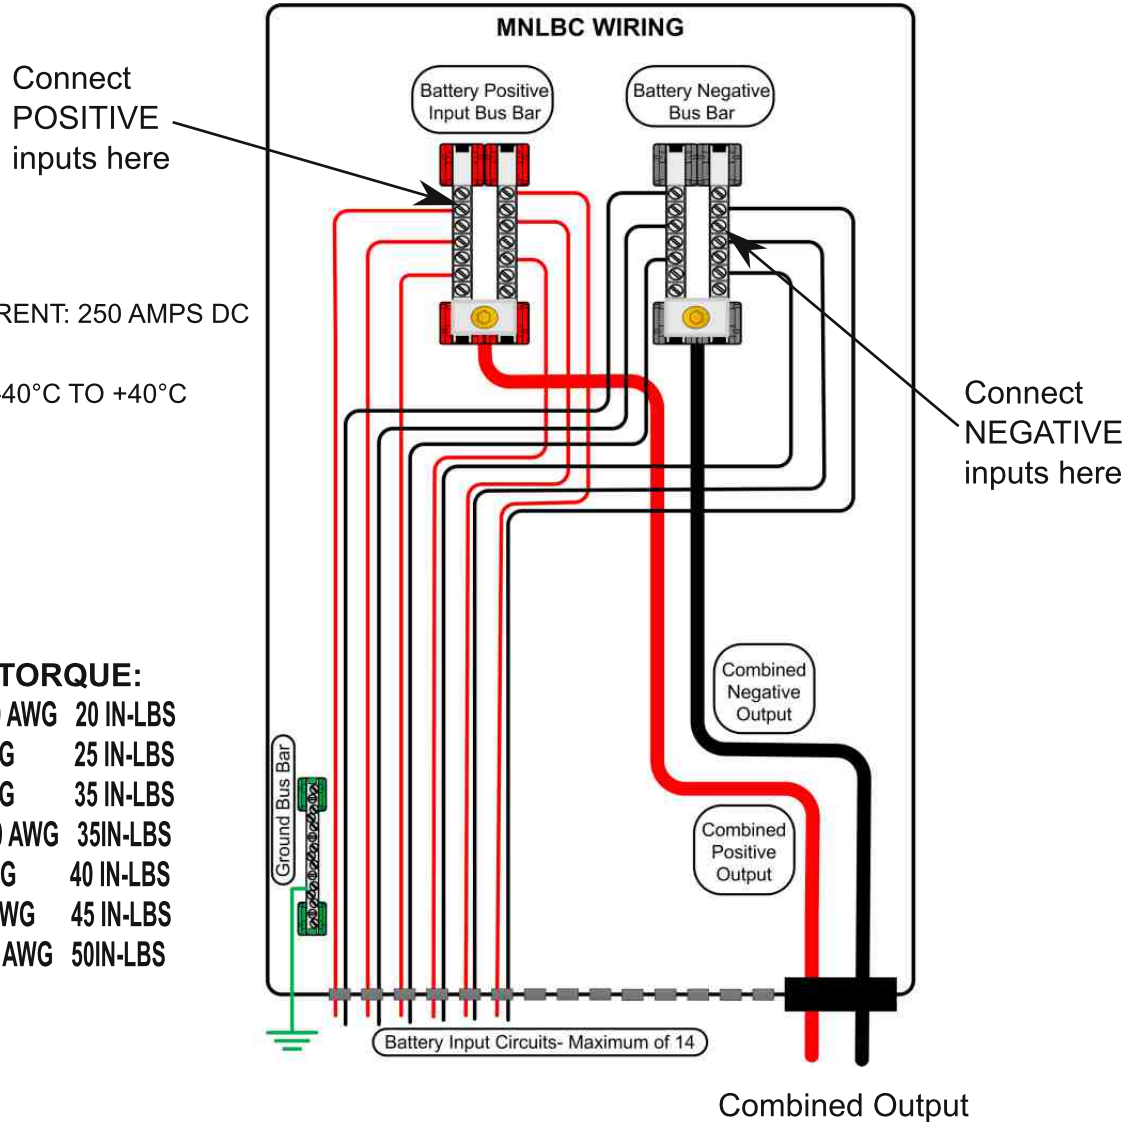 MNLBC WIRING
Connect
POSITIVE
inputs here
Battery Positive
Input Bus Bar
Battery Negative
Bus Bar
RENT: 250 AMPS DC
40°C TO +40°C
Connect
NEGATIVE
inputs here
TORQUE:
AWG 20 IN-LBS
G 25 IN-LBS
G 35 IN-LBS
AWG 35IN-LBS
G 40 IN-LBS
WG 45 IN-LBS
AWG 50IN-LBS
Combined
Negative
Output
Ground Bus Bar
Combined
Positive
Output
Battery Input Circuits- Maximum of 14
Combined Output